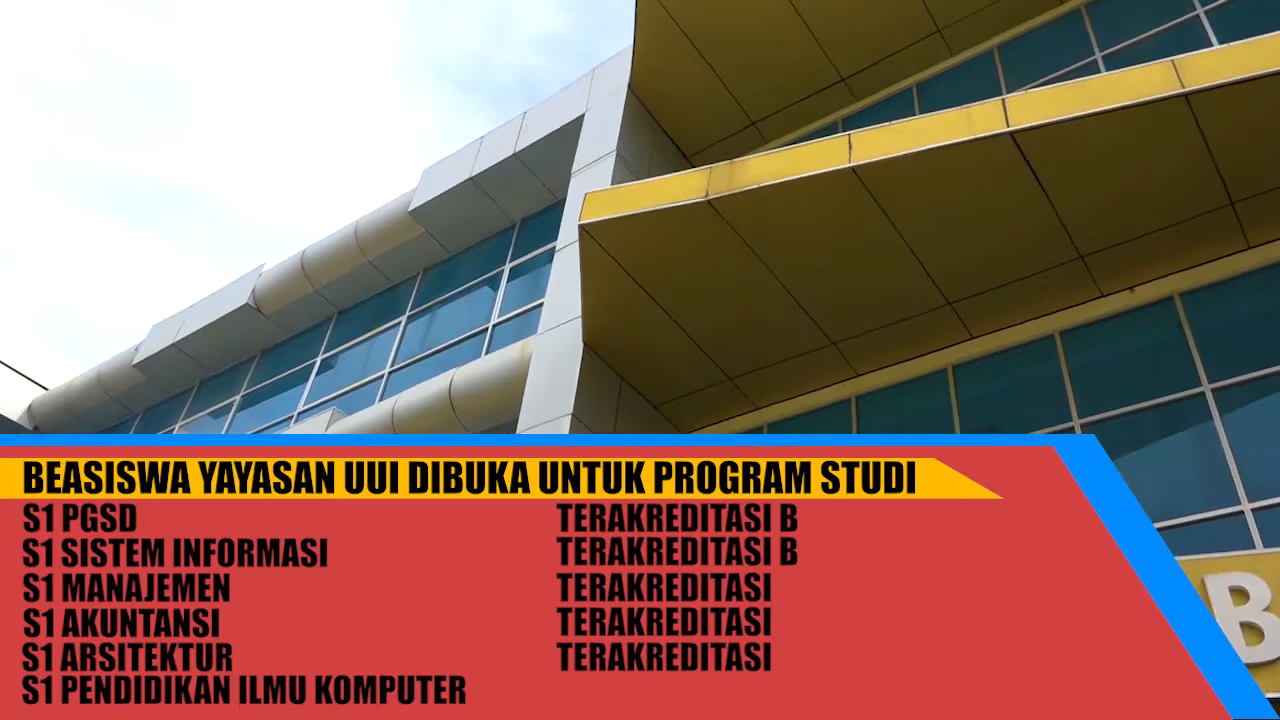 BEASISWA YAYASAN UUI DIBUKA UNTUK PROGRAM STUDI
S1 PGSD TERAKREDITASI B
S1 SISTEM INFORMASI TERAKREDITASI B
S1 MANAJEMEN TERAKREDITASI
S1 AKUNTANSI TERAKREDITASI
S1 ARSITEKTUR TERAKREDITASI
S1 PENDIDIKAN ILMU KOMPUTER
B